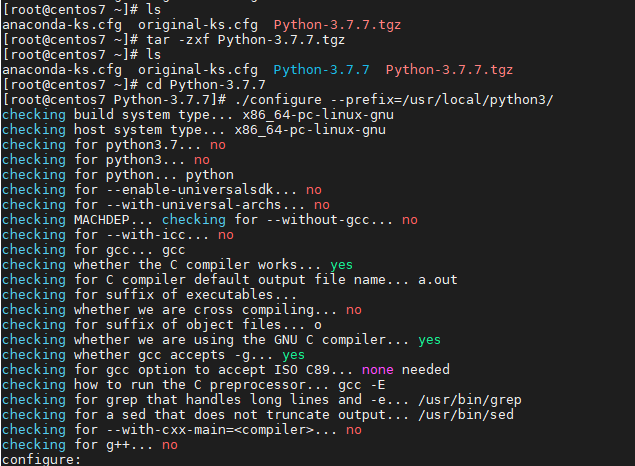 [root@centos7 ~]# ls
anaconda-ks.cfg  original-ks.cfg  Python-3.7.7.tgz
[root@centos7 ~]# tar -zxf Python-3.7.7.tgz
[root@centos7 ~]# ls
anaconda-ks.cfg  original-ks.cfg  Python-3.7.7  Python-3.7.7.tgz
[root@centos7 ~]# cd Python-3.7.7
[root@centos7 Python-3.7.7]# ./configure --prefix=/usr/local/python3/
checking build system type... x86_64-pc-linux-gnu
checking host system type... x86_64-pc-linux-gnu
checking for python3.7... no
checking for python3... no
checking for python... python
checking for --enable-universalsdk... no
checking for --with-universal-archs... no
checking MACHDEP... checking for --without-gcc... no
checking for --with-icc... no
checking for gcc... gcc
checking whether the C compiler works... yes
checking for C compiler default output file name... a.out
checking for suffix of executables...
checking whether we are cross compiling... no
checking for suffix of object files... o
checking whether we are using the GNU C compiler... yes
checking whether gcc accepts -g... yes
checking for gcc option to accept ISO C89... none needed
checking how to run the C preprocessor... gcc -E
checking for grep that handles long lines and -e... /usr/bin/grep
checking for a sed that does not truncate output... /usr/bin/sed
checking for --with-cxx-main=<compiler>... no
checking for g++... no
configure: